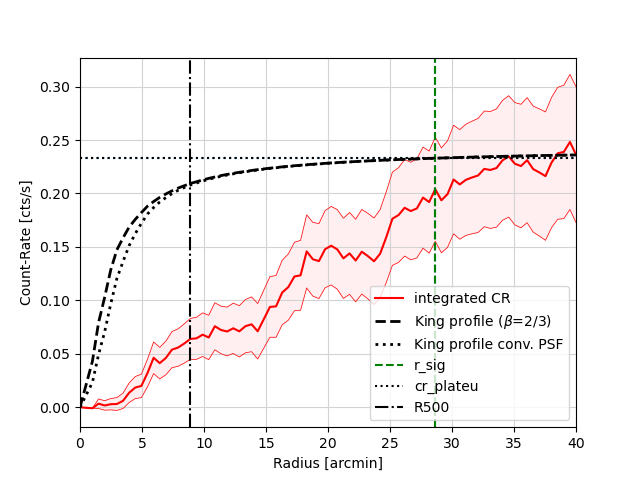 0.30
0.25
0.20
0.15
0.10
0.05
0.00
Count-Rate [cts/s]
integrated CR
King profile (β=2/3)
King profile conv. PSF
r_sig
cr_plateu
R500
0 5 10 15 20 25 30 35 40
Radius [arcmin]